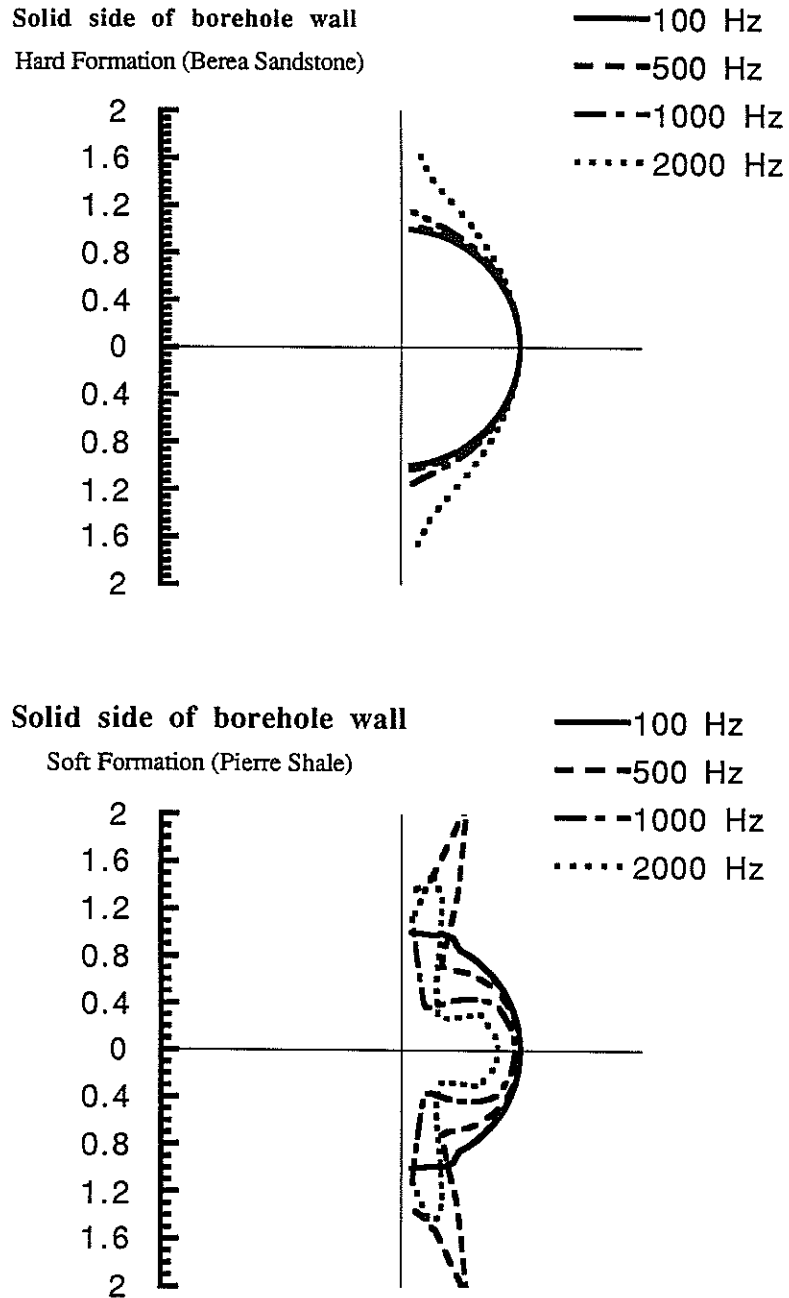 Solid side of borehole wall
Hard Formation (Berea Sandstone)
100 Hz
500 Hz
1000 Hz
2000 Hz
2
1.6
1.2
0.8
0.4
0
0.4
0.8
1.2
1.6
2
Solid side of borehole wall
Soft Formation (Pierre Shale)
100 Hz
500 Hz
1000 Hz
2000 Hz
2
1.6
1.2
0.8
0.4
0
0.4
0.8
1.2
1.6
2